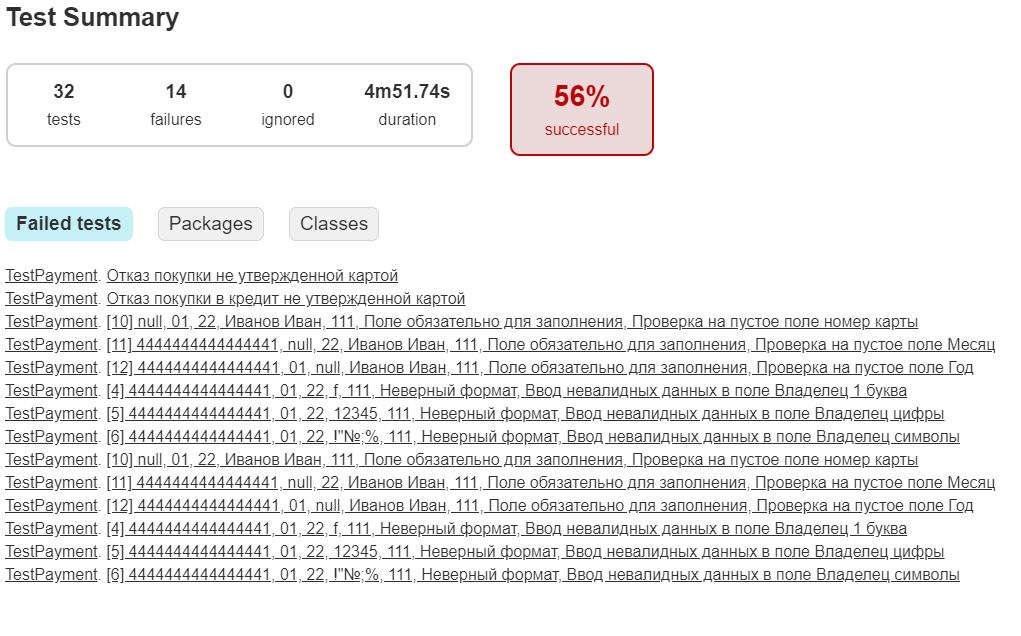 Test Summary
32 14 0 4m51.74s 56%
tests failures ignored duration successful
Failed tests Packages Classes
TestPayment. Отказ покупки не утвержденной картой
TestPayment. Отказ покупки в кредит не утвержденной картой
TestPayment. [10] null, 01, 22, Иванов Иван, 111, Поле обязательно для заполнения, Проверка на пустое поле номер карты
TestPayment. [11] 4444444444444441, null, 22, Иванов Иван, 111, Поле обязательно для заполнения, Проверка на пустое поле Месяц
TestPayment. [12] 4444444444444441, 01, null, Иванов Иван, 111, Поле обязательно для заполнения, Проверка на пустое поле Год
TestPayment. [4] 4444444444444441, 01, 22, f, 111, Неверный формат, Ввод невалидных данных в поле Владелец 1 буква
TestPayment. [5] 4444444444444441, 01, 22, 12345, 111, Неверный формат, Ввод невалидных данных в поле Владелец цифры
TestPayment. [6] 4444444444444441, 01, 22, !"№;%, 111, Неверный формат, Ввод невалидных данных в поле Владелец символы
TestPayment. [10] null, 01, 22, Иванов Иван, 111, Поле обязательно для заполнения, Проверка на пустое поле номер карты
TestPayment. [11] 4444444444444441, null, 22, Иванов Иван, 111, Поле обязательно для заполнения, Проверка на пустое поле Месяц
TestPayment. [12] 4444444444444441, 01, null, Иванов Иван, 111, Поле обязательно для заполнения, Проверка на пустое поле Год
TestPayment. [4] 4444444444444441, 01, 22, f, 111, Неверный формат, Ввод невалидных данных в поле Владелец 1 буква
TestPayment. [5] 4444444444444441, 01, 22, 12345, 111, Неверный формат, Ввод невалидных данных в поле Владелец цифры
TestPayment. [6] 4444444444444441, 01, 22, !"№;%, 111, Неверный формат, Ввод невалидных данных в поле Владелец символы